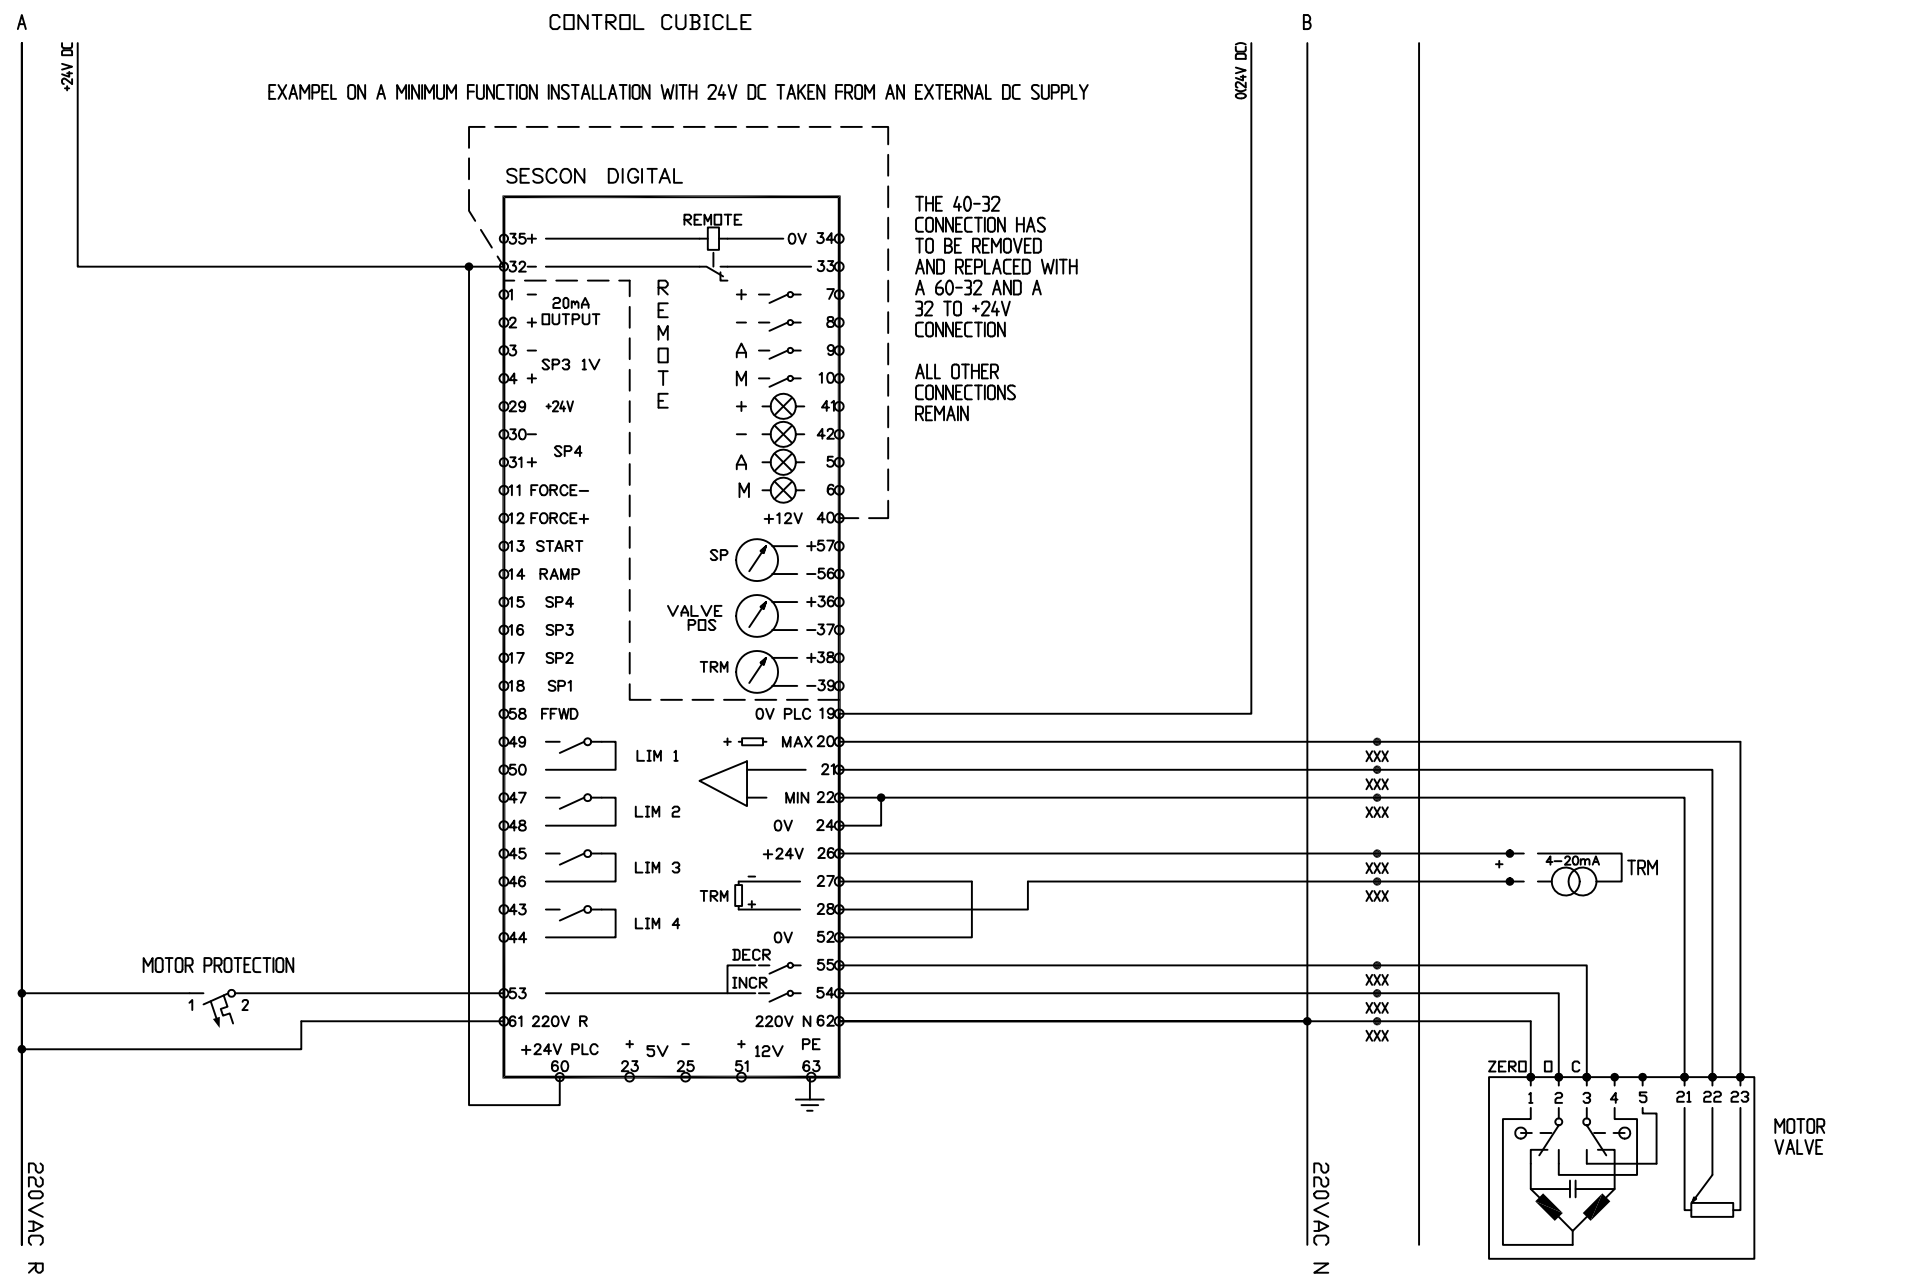 A
CONTROL CUBICLE
B
+24V DC
0(24V DC)
EXAMPEL ON A MINIMUM FUNCTION INSTALLATION WITH 24V DC TAKEN FROM AN EXTERNAL DC SUPPLY
SESCON DIGITAL
THE 40-32
CONNECTION HAS
TO BE REMOVED
AND REPLACED WITH
A 60-32 AND A
32 TO +24V
CONNECTION
ALL OTHER
CONNECTIONS
REMAIN
REMOTE
35+ 0V 34
32- 33
REMOTE
1 - + 7
20mA
OUTPUT
2 + - 8
3 - A 9
SP3 1V
4 + M 10
29 +24V + 41
30- - 42
SP4
31+ A 5
11 FORCE- M 6
12 FORCE+ +12V 40
13 START +57
SP
14 RAMP -56
15 SP4 +36
VALVE
POS
16 SP3 -37
17 SP2 +38
TRM
18 SP1 -39
58 FFWD 0V PLC 19
49 + MAX 20
LIM 1 XXX
50 21
XXX
47 MIN 22
LIM 2 XXX
48 0V 24
45 +24V 26
LIM 3 XXX + 4-20mA TRM
46 - 27
TRM XXX
43 + 28
LIM 4
44 0V 52
DECR
55
MOTOR PROTECTION
XXX
INCR
1 2 53 54
XXX
61 220V R 220V N 62
XXX
+24V PLC + 5V - + 12V PE
60 23 25 51 63
ZERO O C
1 2 3 4 5 21 22 23
MOTOR
VALVE
220VAC R
220VAC N